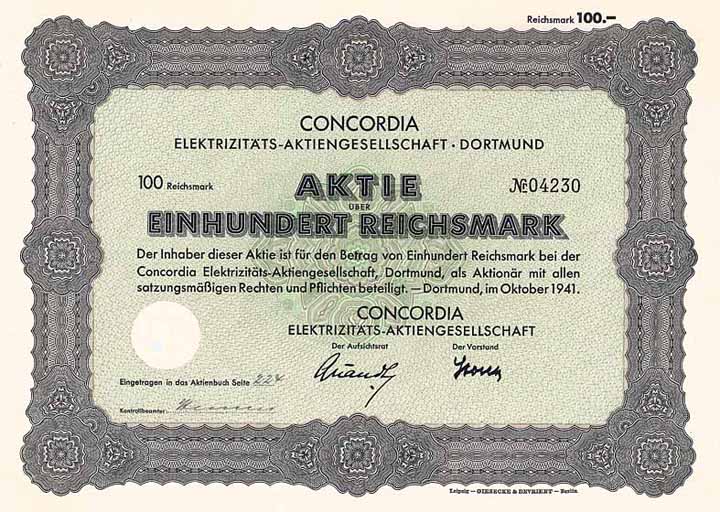 Reichsmark 100.–
CONCORDIA
ELEKTRIZITÄTS-AKTIENGESELLSCHAFT · DORTMUND
100 Reichsmark
AKTIE
№ 04230
ÜBER
EINHUNDERT REICHSMARK
Der Inhaber dieser Aktie ist für den Betrag von Einhundert Reichsmark bei der
Concordia Elektrizitäts-Aktiengesellschaft, Dortmund, als Aktionär mit allen
satzungsmäßigen Rechten und Pflichten beteiligt. — Dortmund, im Oktober 1941.
CONCORDIA
ELEKTRIZITÄTS-AKTIENGESELLSCHAFT
Der Aufsichtsrat Der Vorstand
Quandt
Eingetragen in das Aktienbuch Seite 224
Kontrollbeamter:
Leipzig — GIESECKE & DEVRIENT — Berlin